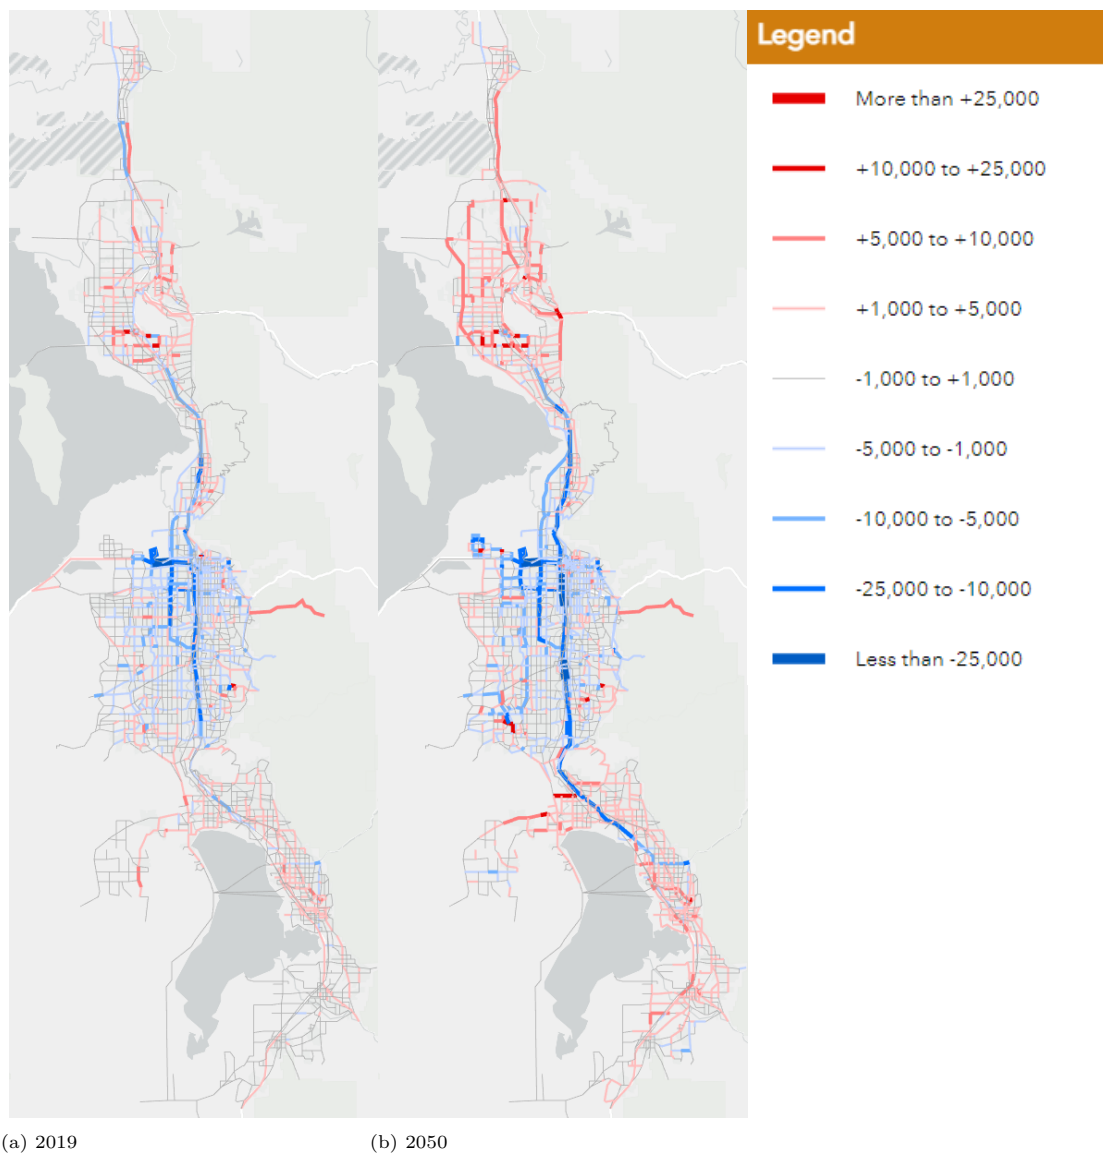 Legend
More than +25,000
+10,000 to +25,000
+5,000 to +10,000
+1,000 to +5,000
-1,000 to +1,000
-5,000 to -1,000
-10,000 to -5,000
-25,000 to -10,000
Less than -25,000
(a) 2019
(b) 2050